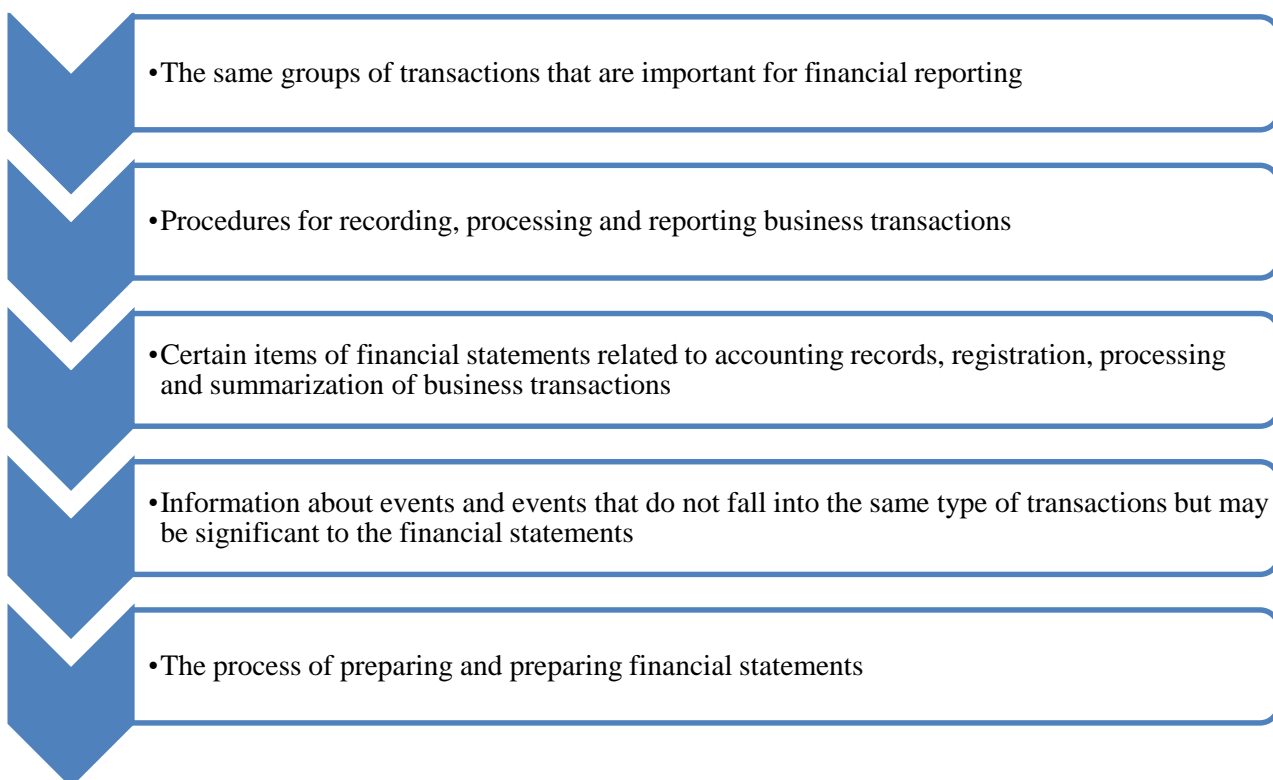 •The same groups of transactions that are important for financial reporting
•Procedures for recording, processing and reporting business transactions
•Certain items of financial statements related to accounting records, registration, processing
and summarization of business transactions
•Information about events and events that do not fall into the same type of transactions but may
be significant to the financial statements
•The process of preparing and preparing financial statements